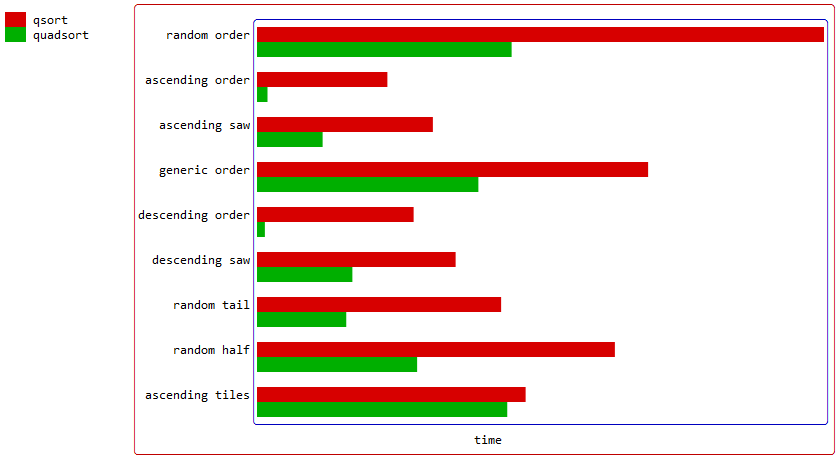 qsort
quadsort
random order
ascending order
ascending saw
generic order
descending order
descending saw
random tail
random half
ascending tiles
time